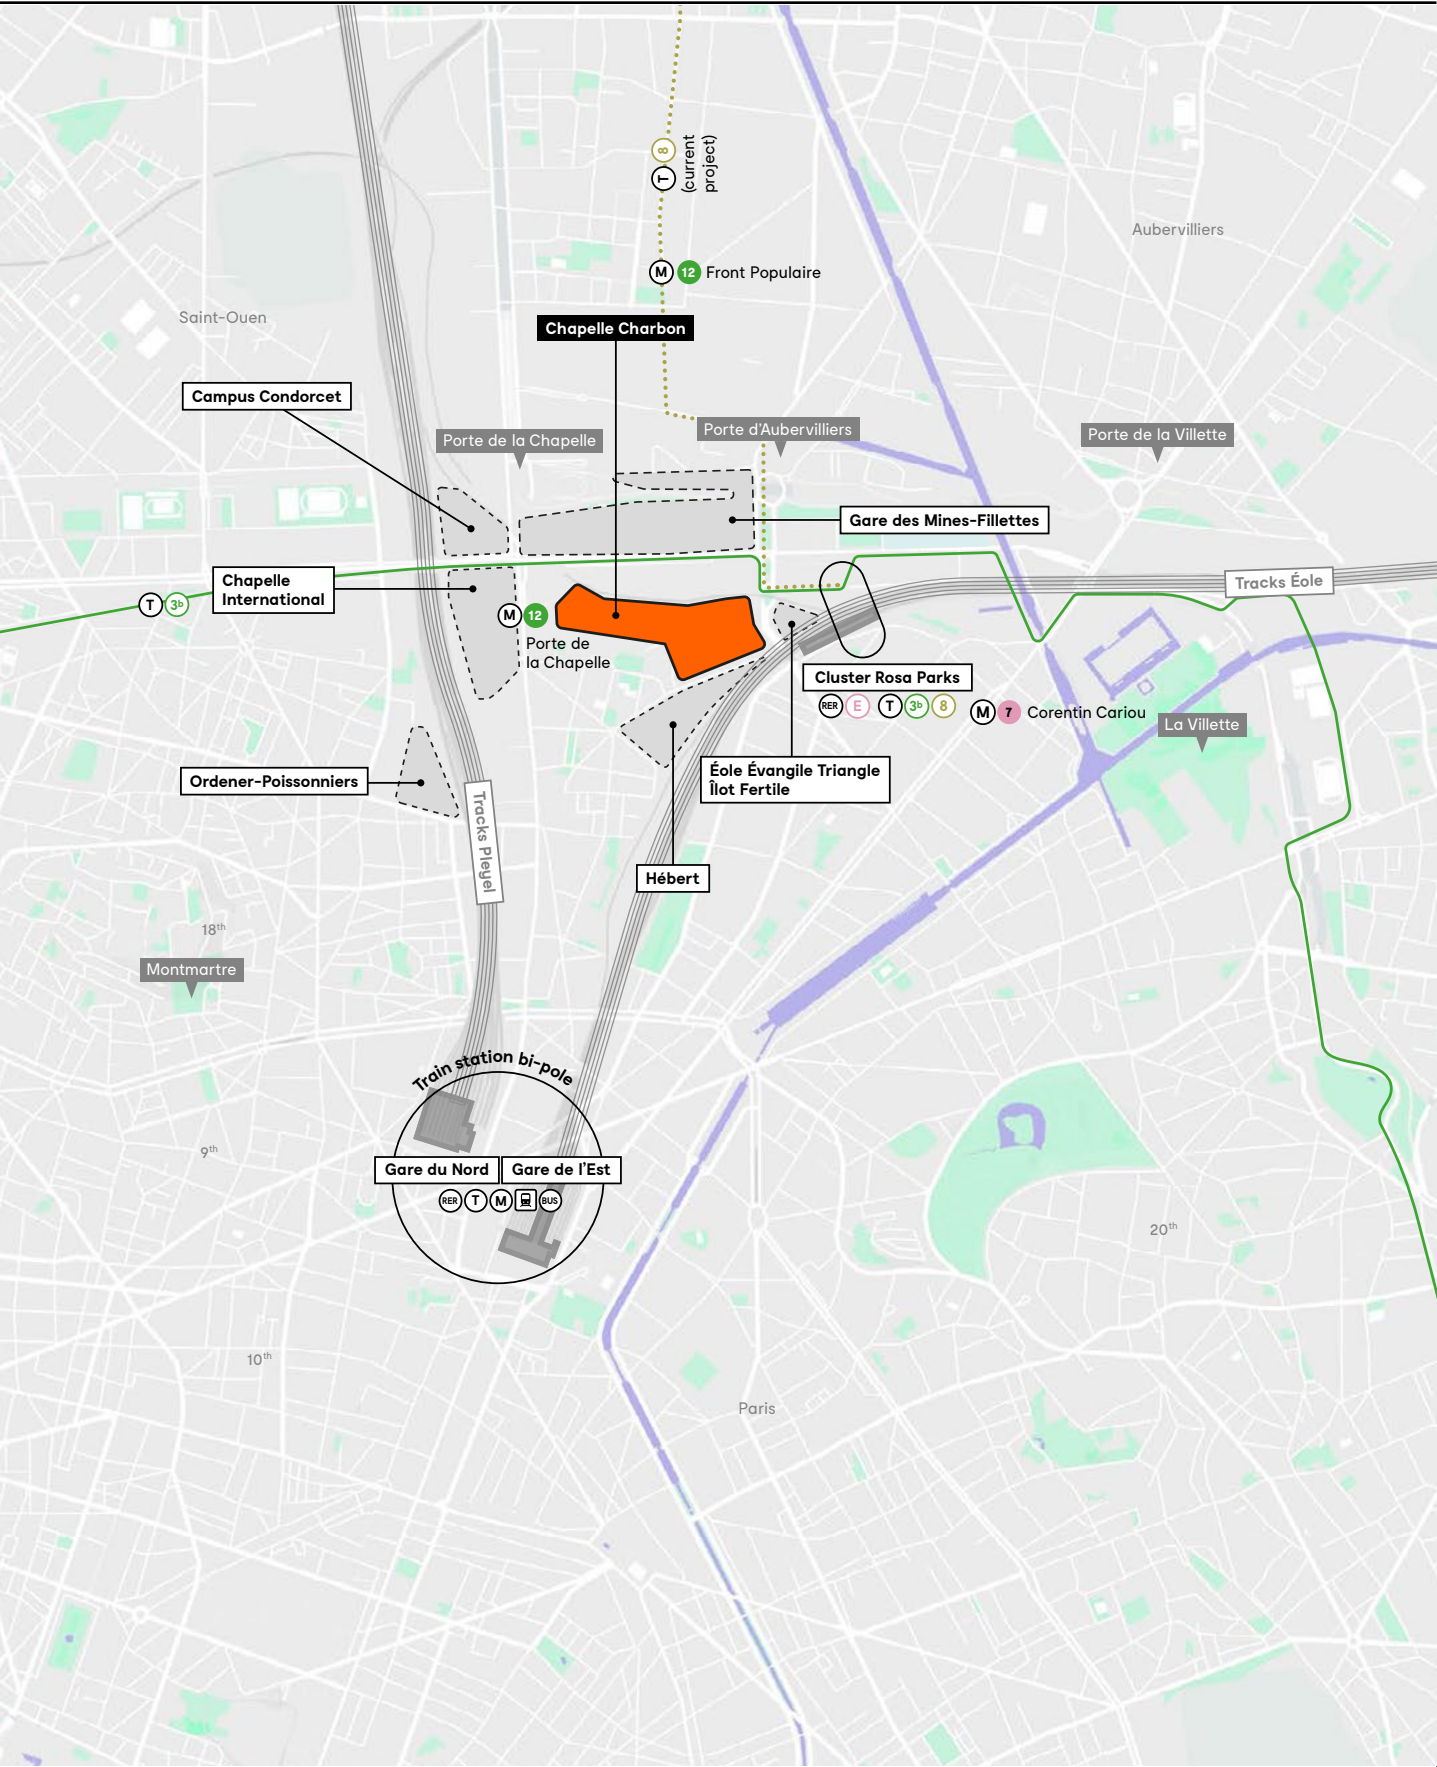 T 8
(current
project)
Aubervilliers
M 12 Front Populaire
Saint-Ouen
Chapelle Charbon
Campus Condorcet
Porte d'Aubervilliers
Porte de la Villette
Porte de la Chapelle
Gare des Mines-Fillettes
Chapelle
International
Tracks Éole
T 3b
M 12
Porte de
la Chapelle
Cluster Rosa Parks
RER E T 3b 8
M 7 Corentin Cariou
La Villette
Éole Évangile Triangle
Îlot Fertile
Ordener-Poissonniers
Tracks Pleyel
Hébert
18th
Montmartre
Train station bi-pole
9th
Gare du Nord
Gare de l'Est
RER T M BUS
20th
10th
Paris